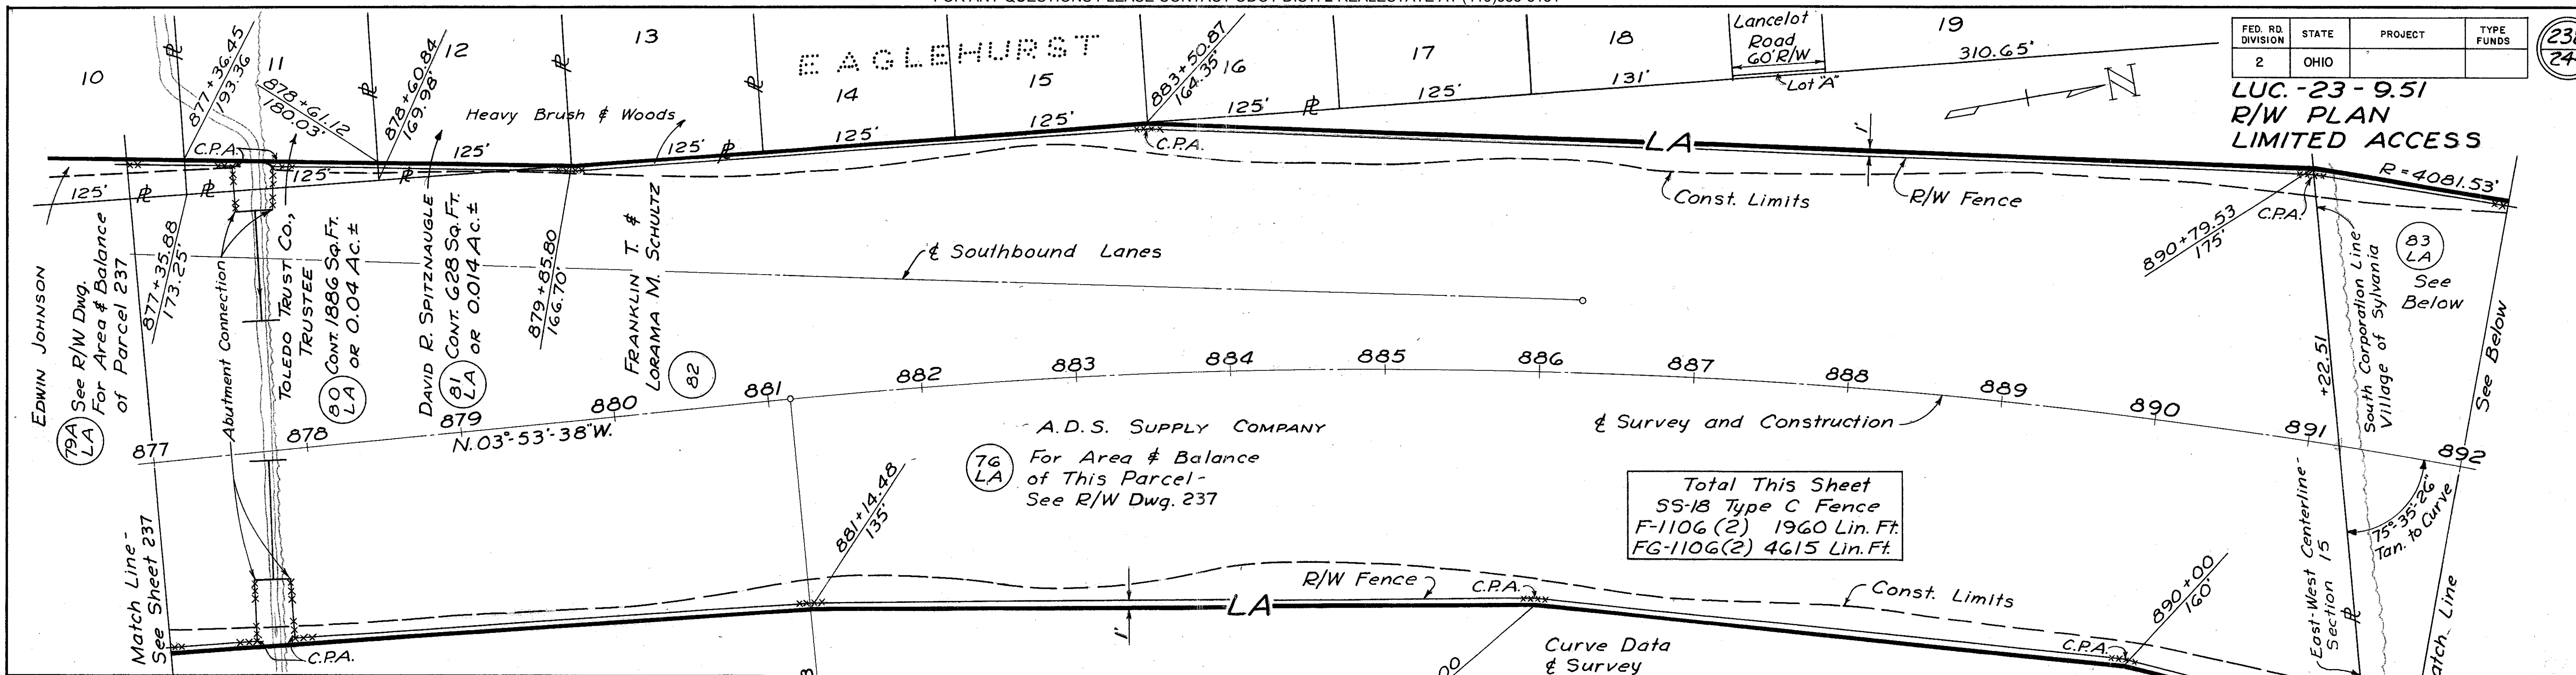 10
11
12
13
EAGLEHURST
14
15
16
17
18
19
Lancelot
Road
60' R/W
Lot "A"
310.65'
131'
FED. RD.
DIVISION
STATE
PROJECT
TYPE
FUNDS
2
OHIO
LUC. - 23 - 9.51
R/W PLAN
LIMITED ACCESS
N
877+36.45
193.36
878+61.12
180.03'
878+60.84
169.98'
Heavy Brush & Woods
883+50.87
164.35'
C.P.A.
125'
125'
125'
125'
125'
125'
125'
125'
125'
C.P.A.
LA
1'
Const. Limits
R/W Fence
R = 4081.53'
C.P.A.
890+79.53
175'
EDWIN JOHNSON
79A
LA
See R/W Dwg.
For Area & Balance
of Parcel 237
877+35.88
173.25'
Abutment Connection
TOLEDO TRUST CO.,
TRUSTEE
80
LA
CONT. 1886 SQ.FT.
OR 0.04 AC.±
DAVID R. SPITZNAUGLE
81
LA
CONT. 628 SQ.FT.
OR 0.014 AC.±
879+85.80
166.70'
FRANKLIN T. &
LORAMA M. SCHULTZ
82
℄ Southbound Lanes
South Corporation Line
Village of Sylvania
83
LA
See
Below
See Below
+22.51
877
878
879
880
881
882
883
884
885
886
887
888
889
890
891
892
N.03°-53'-38"W.
A.D.S. SUPPLY COMPANY
76
LA
For Area & Balance
of This Parcel -
See R/W Dwg. 237
℄ Survey and Construction
Total This Sheet
SS-18 Type C Fence
F-1106 (2) 1960 Lin. Ft.
FG-1106(2) 4615 Lin. Ft.
75°-35'-26"
Tan. to Curve
East-West Centerline-
Section 15
Match Line-
See Sheet 237
881+14.48
135'
R/W Fence
C.P.A.
Const. Limits
890+00
160'
C.P.A.
LA
1'
C.P.A.
Curve Data
℄ Survey